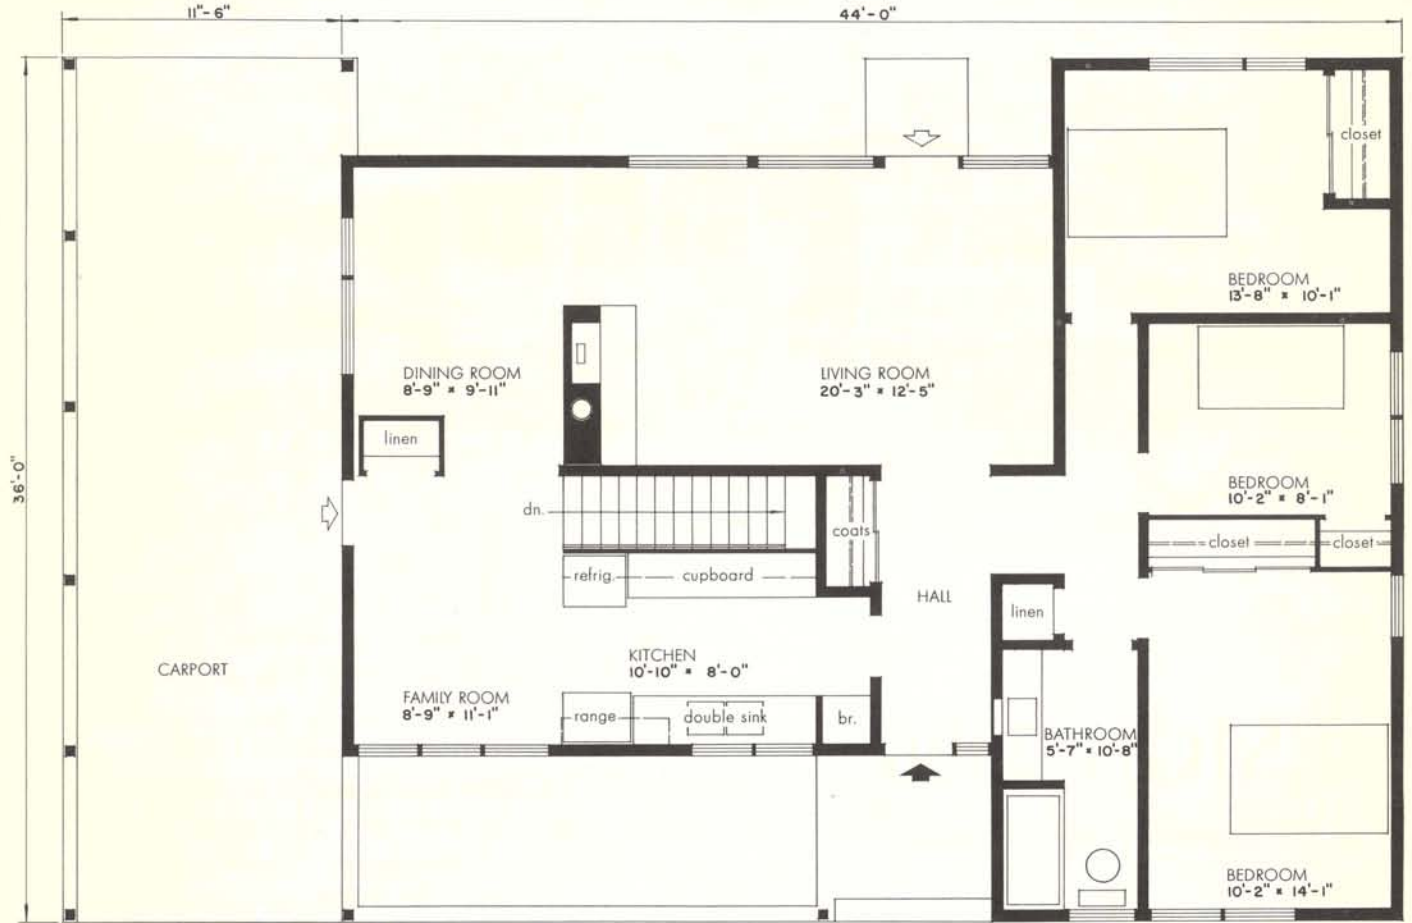 11"-6"
44'-0"
36'-0"
closet
BEDROOM
13'-8" x 10'-1"
DINING ROOM
8'-9" x 9'-11"
LIVING ROOM
20'-3" x 12'-5"
linen
BEDROOM
10'-2" x 8'-1"
dn.
coats
closet
closet
refrig.
cupboard
HALL
linen
CARPORT
KITCHEN
10'-10" x 8'-0"
FAMILY ROOM
8'-9" x 11'-1"
range
double sink
br.
BATHROOM
5'-7" x 10'-8"
BEDROOM
10'-2" x 14'-1"